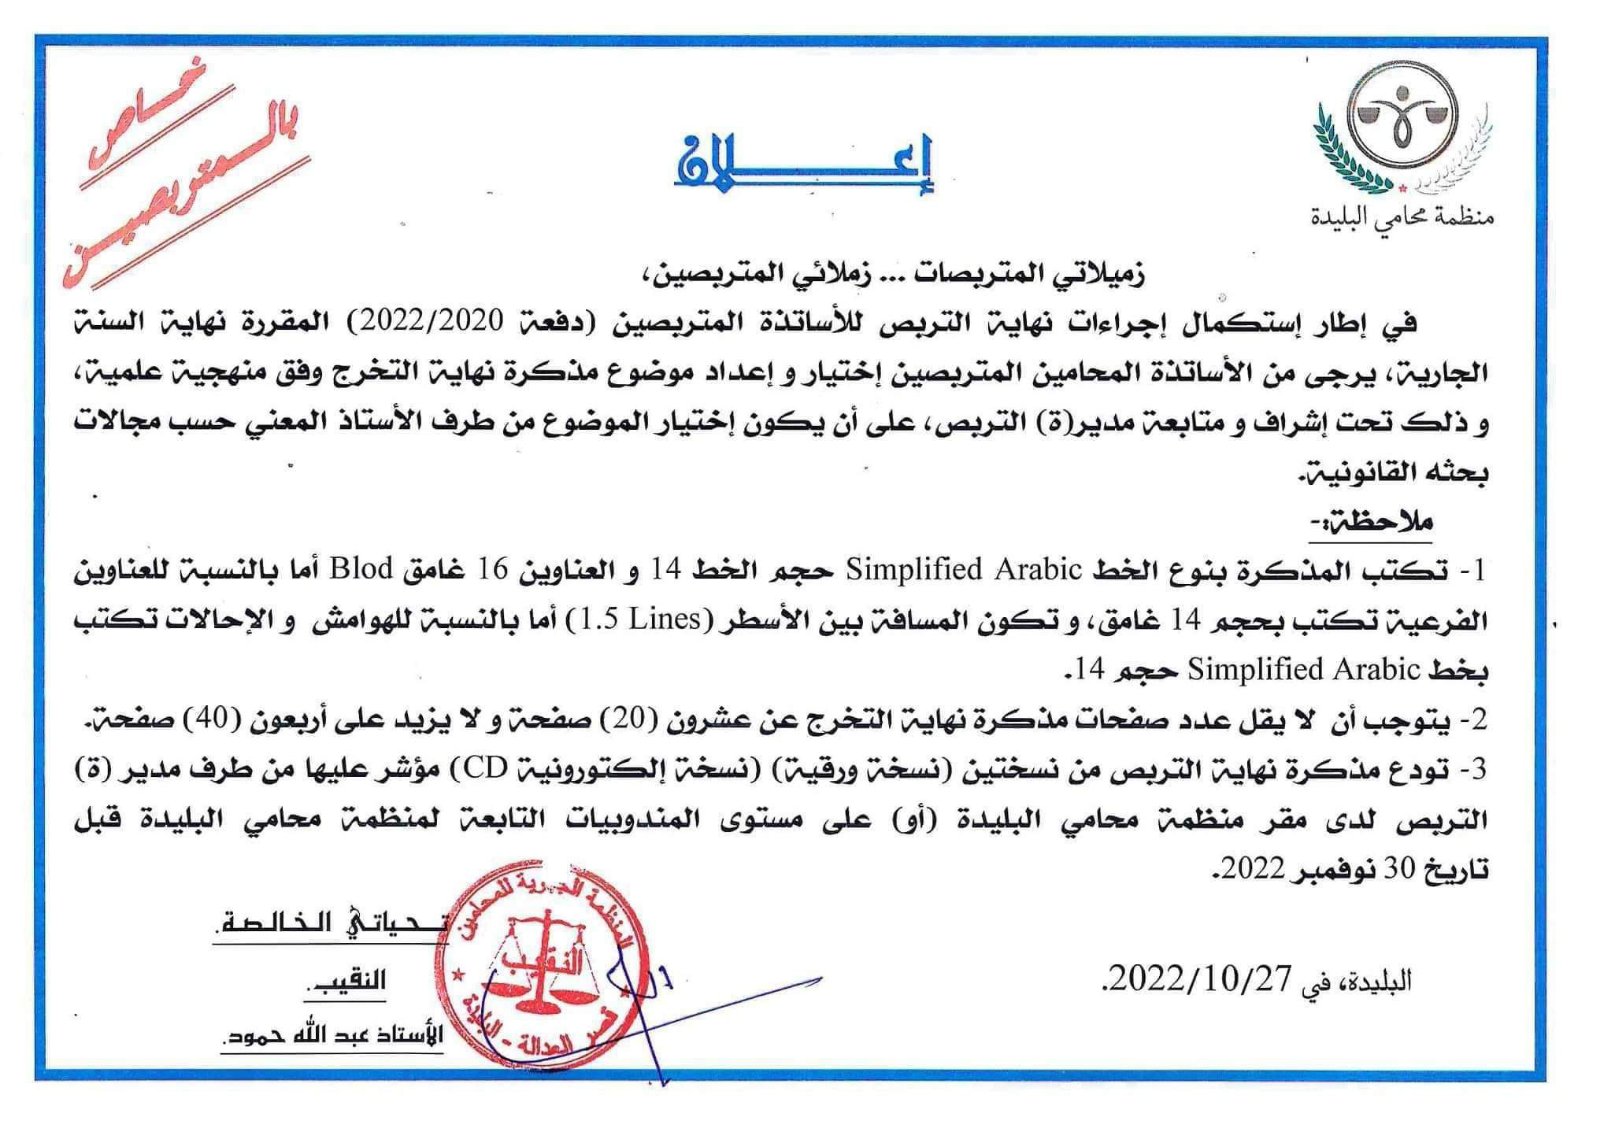 خاص
بالمتربصين
إعلان
منظمة محامي البليدة
زميلاتي المتربصات ... زملائي المتربصين،
في إطار إستكمال إجراءات نهاية التربص للأساتذة المتربصين (دفعة 2022/2020) المقررة نهاية السنة
الجارية، يرجى من الأساتذة المحامين المتربصين إختيار و إعداد موضوع مذكرة نهاية التخرج وفق منهجية علمية،
و ذلك تحت إشراف و متابعة مدير(ة) التربص، على أن يكون إختيار الموضوع من طرف الأستاذ المعني حسب مجالات
بحثه القانونية.
ملاحظة:-
1- تكتب المذكرة بنوع الخط Simplified Arabic حجم الخط 14 و العناوين 16 غامق Blod أما بالنسبة للعناوين
الفرعية تكتب بحجم 14 غامق، و تكون المسافة بين الأسطر (1.5 Lines) أما بالنسبة للهوامش و الإحالات تكتب
بخط Simplified Arabic حجم 14.
2- يتوجب أن لا يقل عدد صفحات مذكرة نهاية التخرج عن عشرون (20) صفحة و لا يزيد على أربعون (40) صفحة.
3- تودع مذكرة نهاية التربص من نسختين (نسخة ورقية) (نسخة إلكتورونية CD) مؤشر عليها من طرف مدير (ة)
التربص لدى مقر منظمة محامي البليدة (أو) على مستوى المندوبيات التابعة لمنظمة محامي البليدة قبل
تاريخ 30 نوفمبر 2022.
البليدة، في 2022/10/27.
تحياتي الخالصة.
النقيب.
الأستاذ عبد الله حمود.
المنظمة الجهوية للمحامين
النقيب
قصر العدالة - البليدة